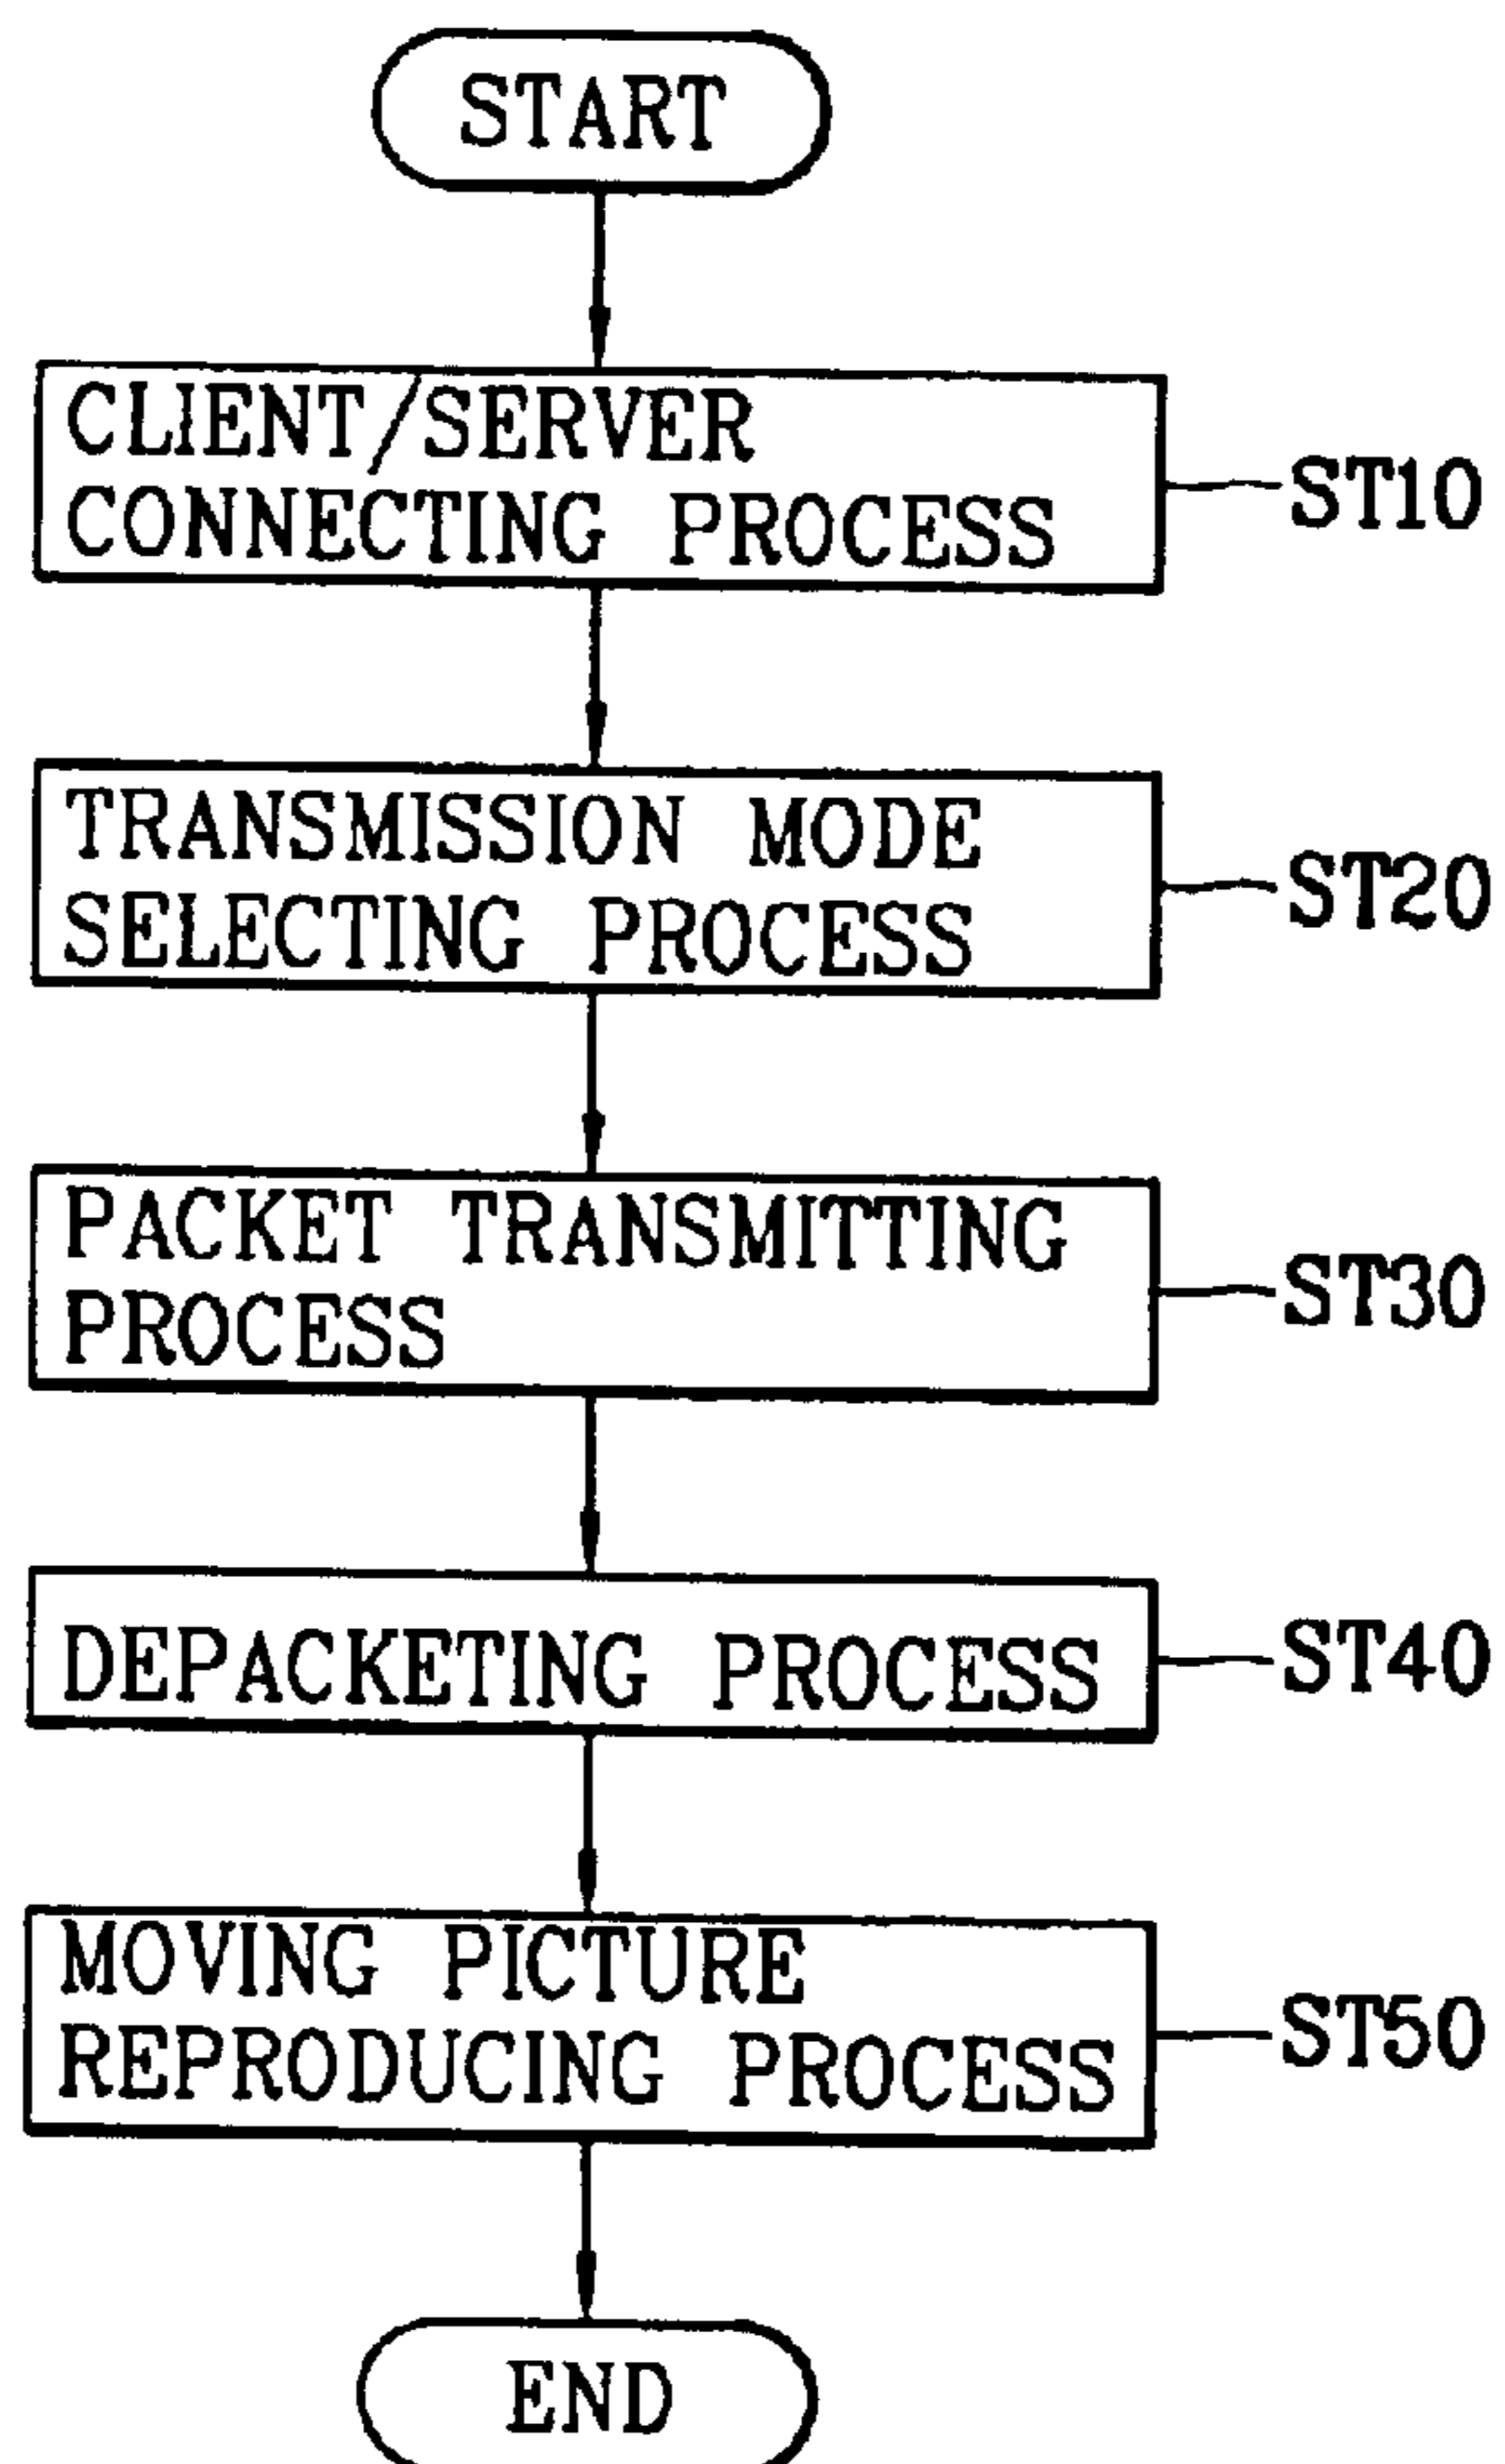 START
CLIENT/SERVER
CONNECTING PROCESS
ST10
TRANSMISSION MODE
SELECTING PROCESS
ST20
PACKET TRANSMITTING
PROCESS
ST30
DEPACKETING PROCESS
ST40
MOVING PICTURE
REPRODUCING PROCESS
ST50
END